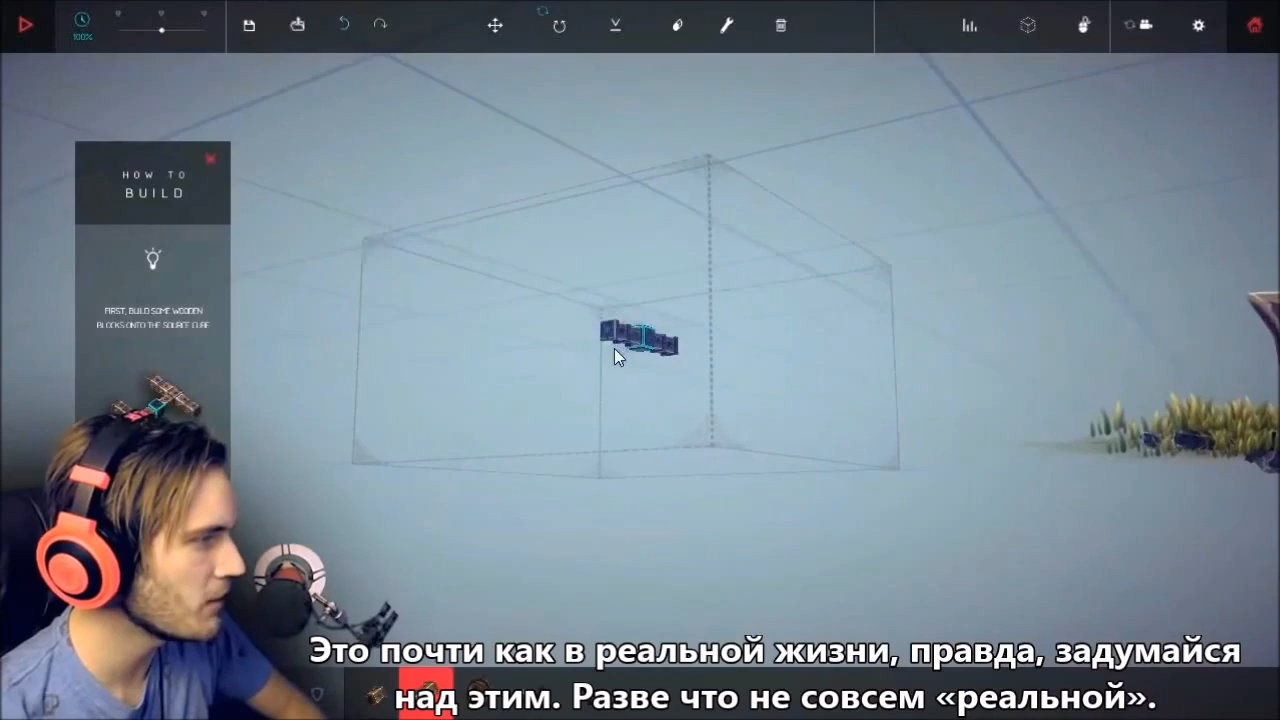 100%
HOW TO
BUILD
FIRST, BUILD SOME WOODEN
BLOCKS ONTO THE SOURCE CUBE
Это почти как в реальной жизни, правда, задумайся
над этим. Разве что не совсем «реальной».